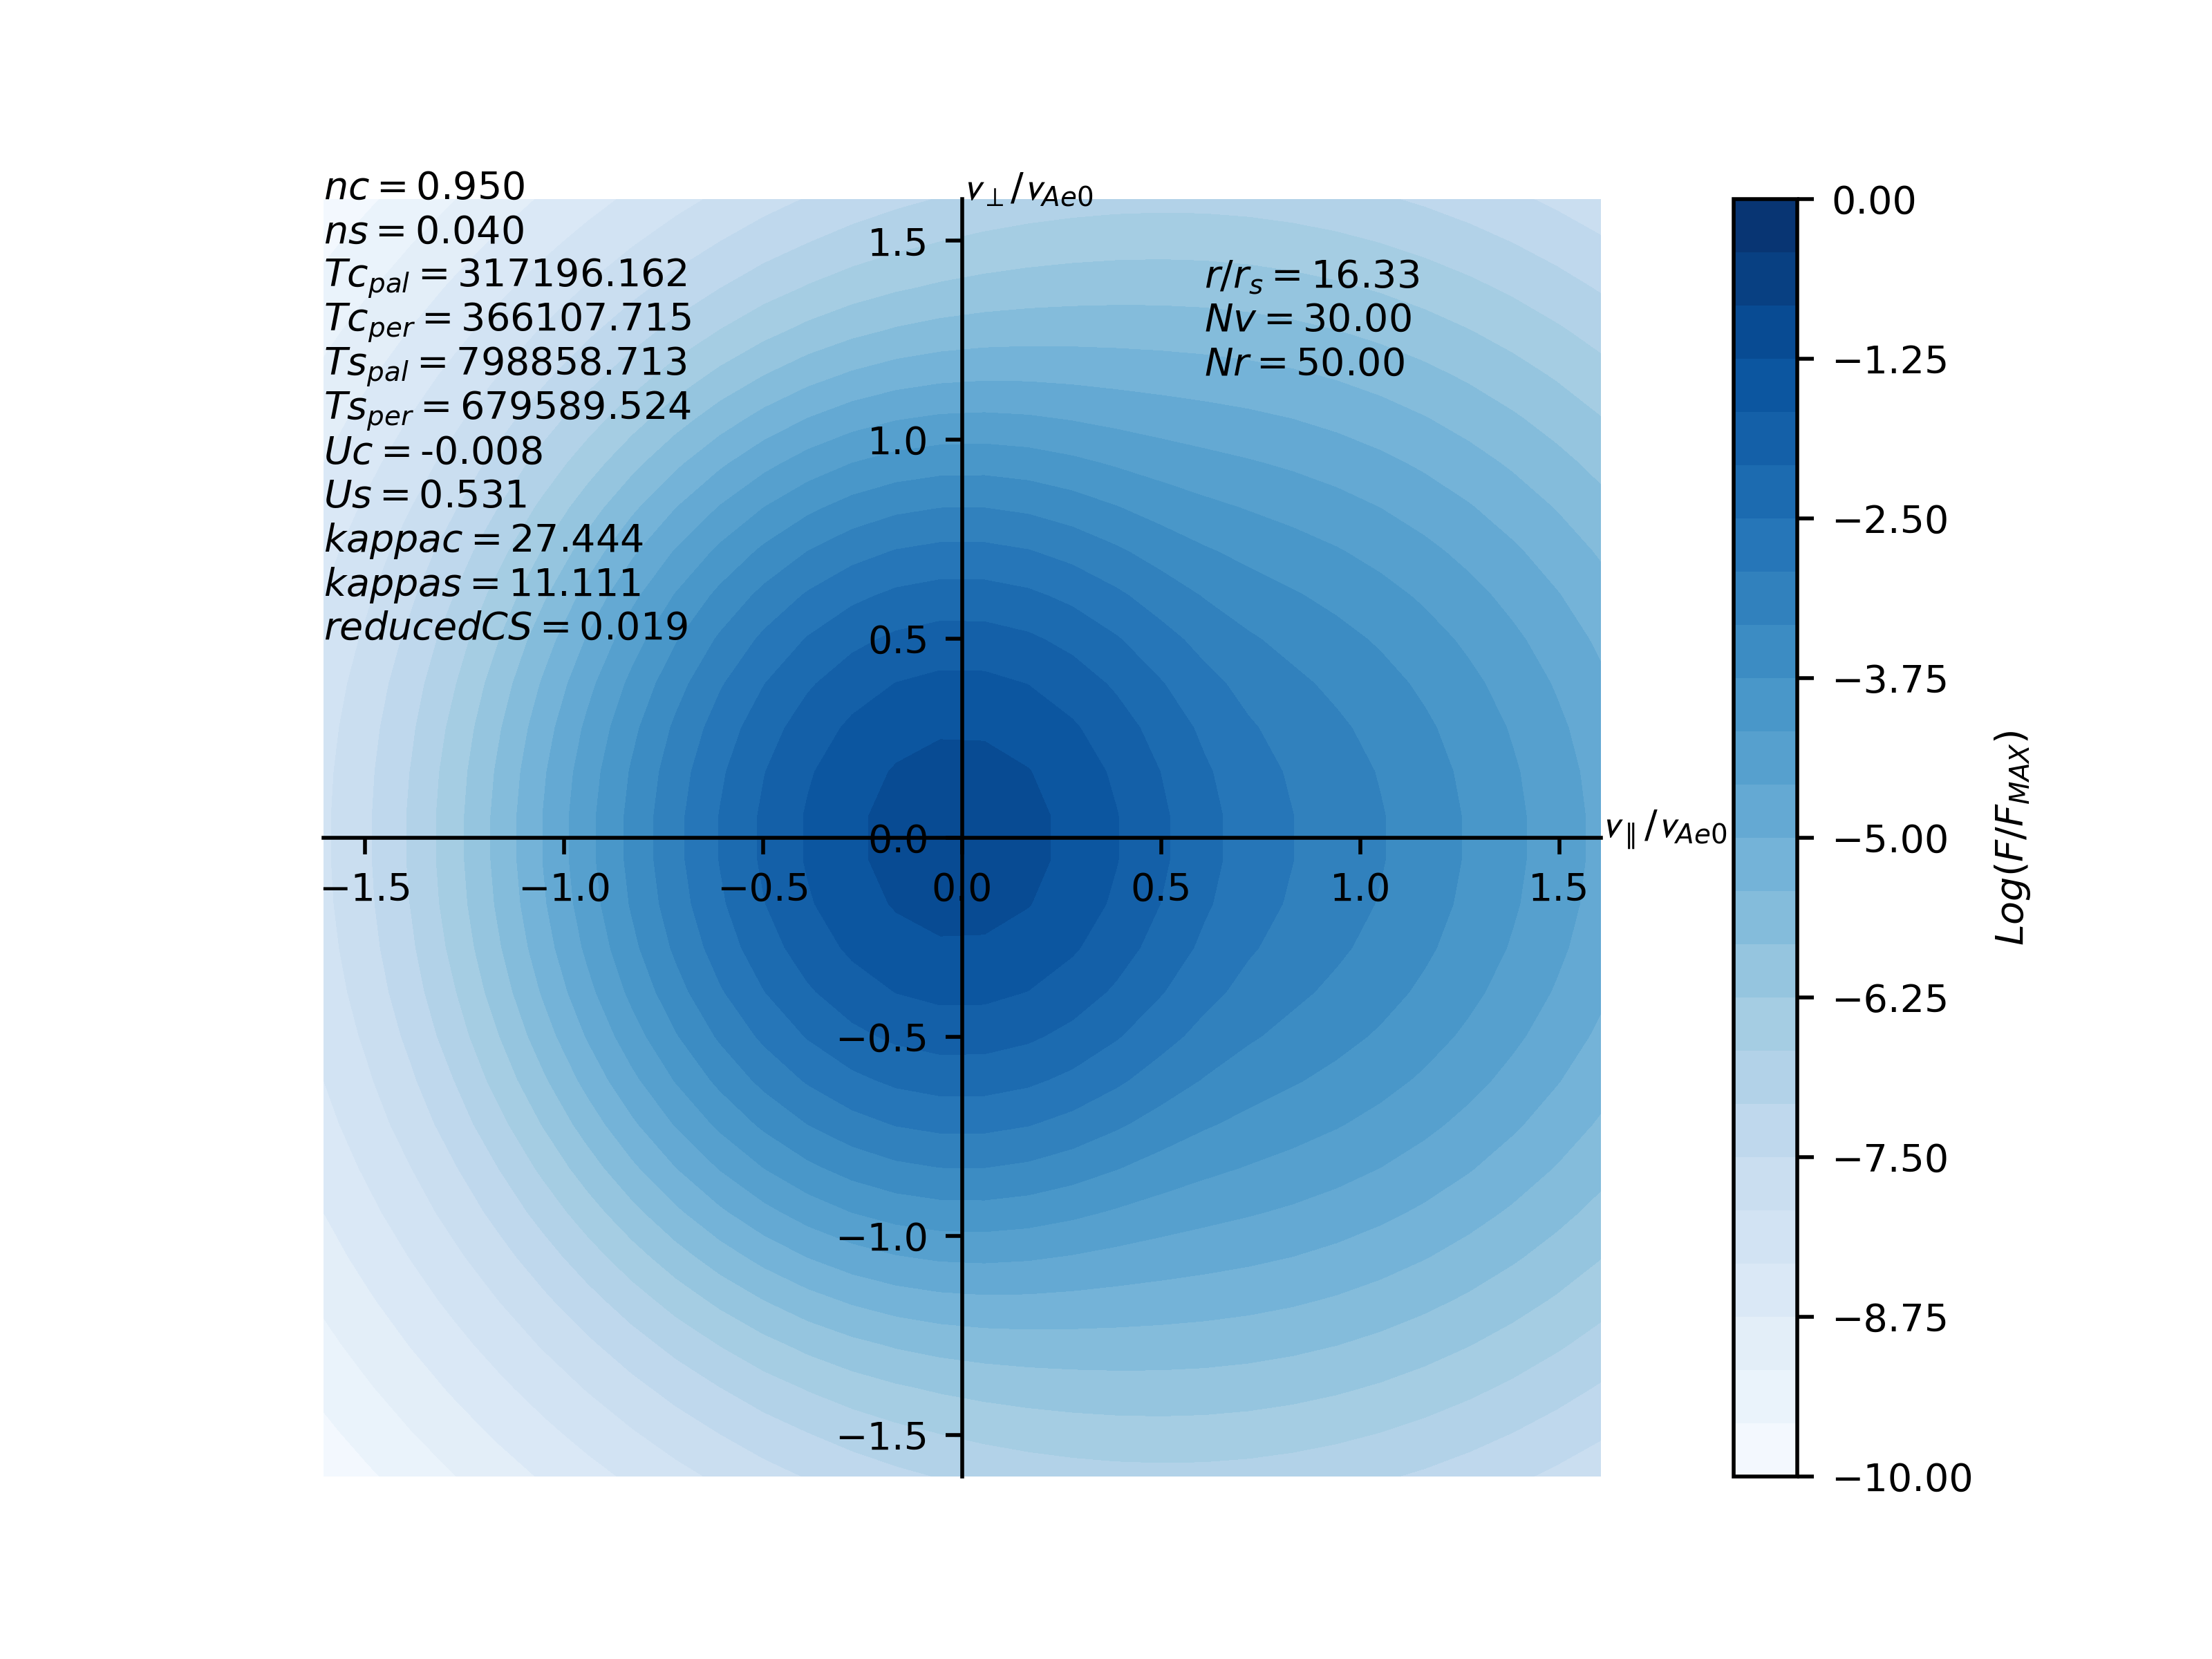 nc = 0.950
ns = 0.040
Tc_pal = 317196.162
Tc_per = 366107.715
Ts_pal = 798858.713
Ts_per = 679589.524
Uc = -0.008
Us = 0.531
kappac = 27.444
kappas = 11.111
reducedCS = 0.019
v⊥/v_Ae0
r/r_s = 16.33
Nv = 30.00
Nr = 50.00
1.5
1.0
0.5
0.0
−0.5
−1.0
−1.5
−1.5 −1.0 −0.5 0.0 0.5 1.0 1.5
v∥/v_Ae0
0.00
−1.25
−2.50
−3.75
−5.00
−6.25
−7.50
−8.75
−10.00
Log(F/F_MAX)